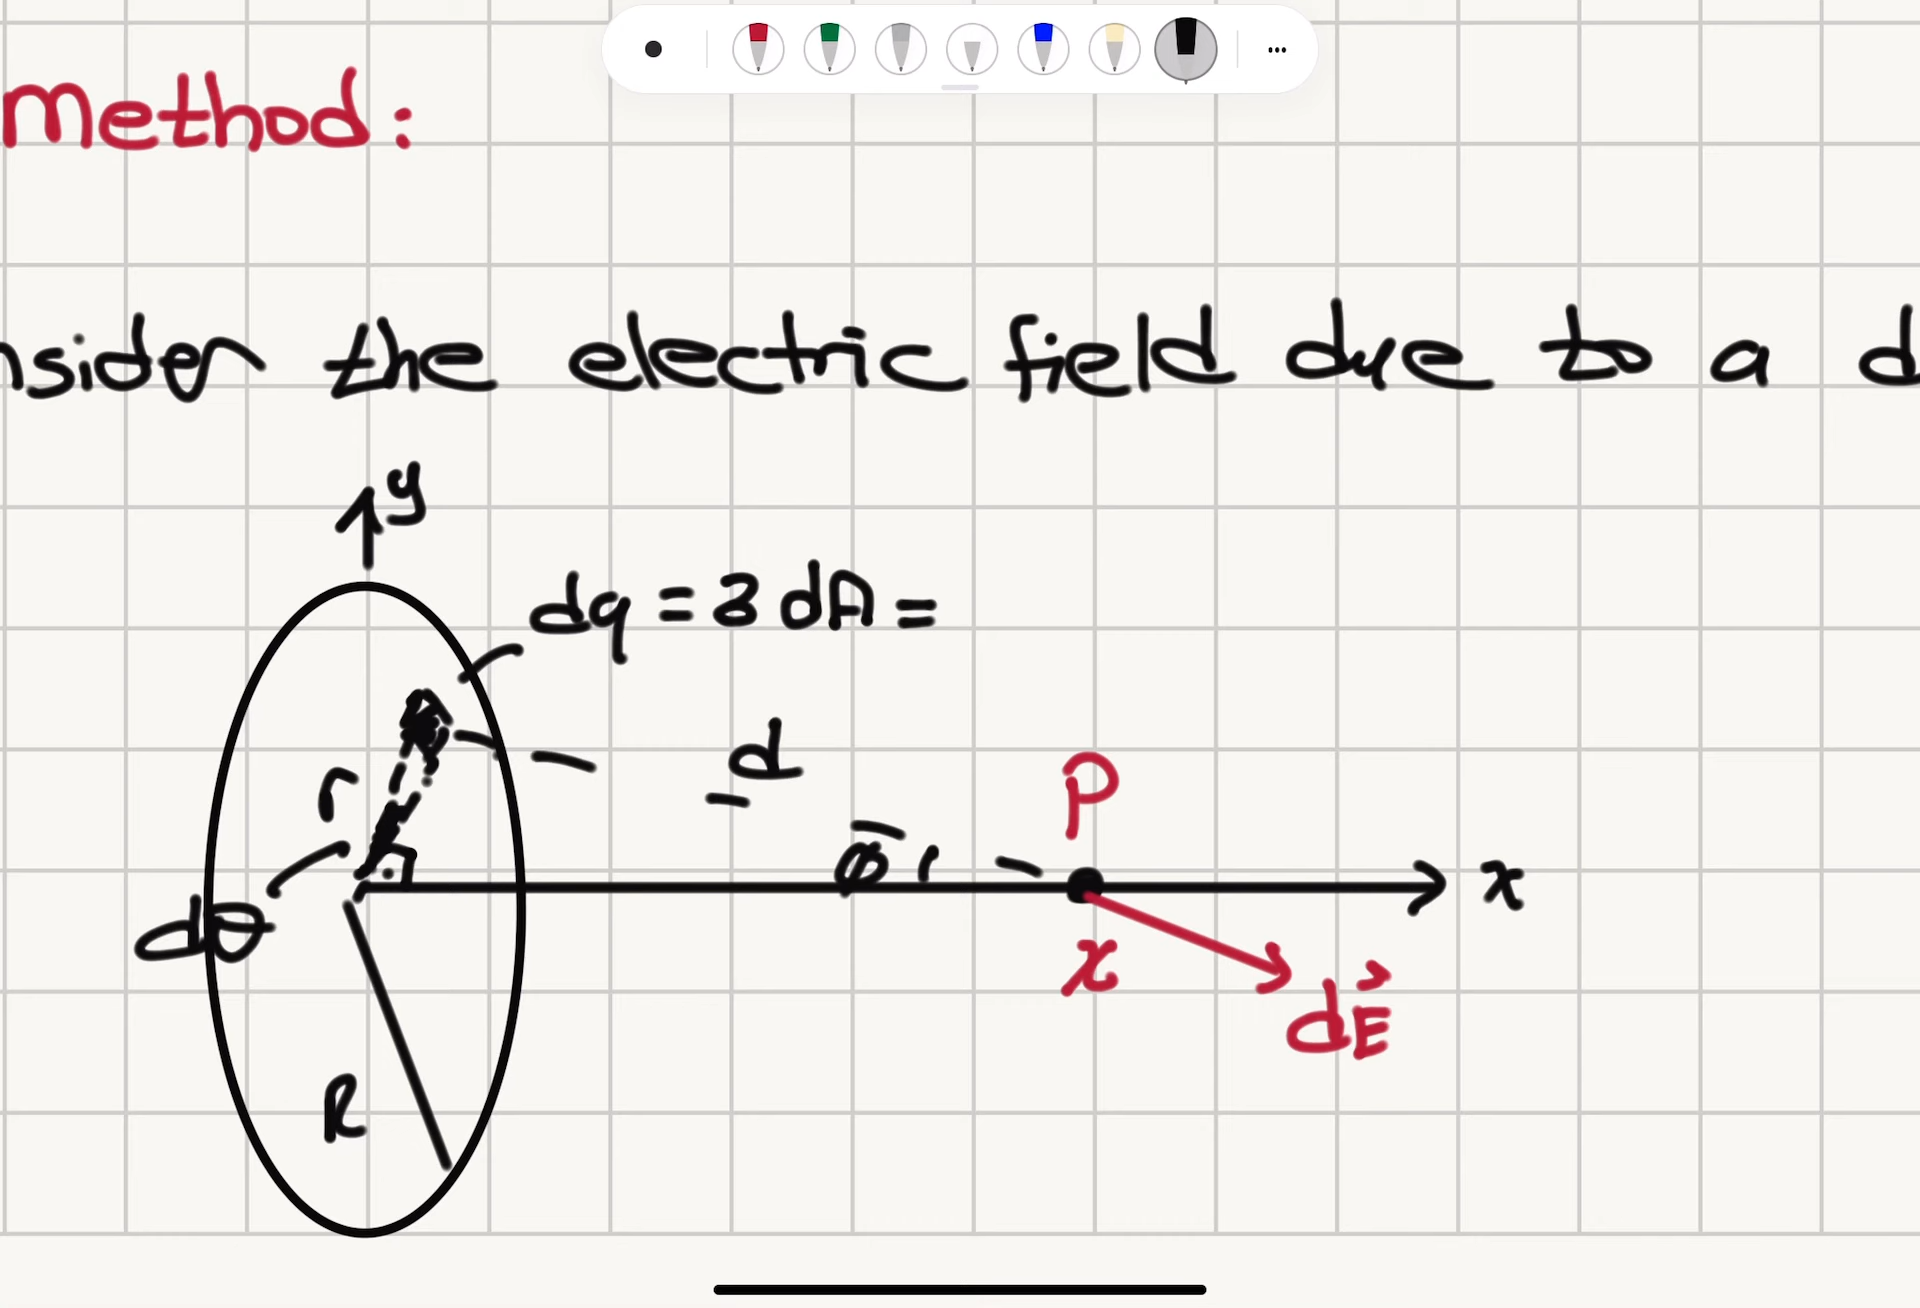 Method:
nsider the electric field due to a d
y
dq = 3 dA =
d
r
P
Ø
x
dθ
x
dE⃗
R